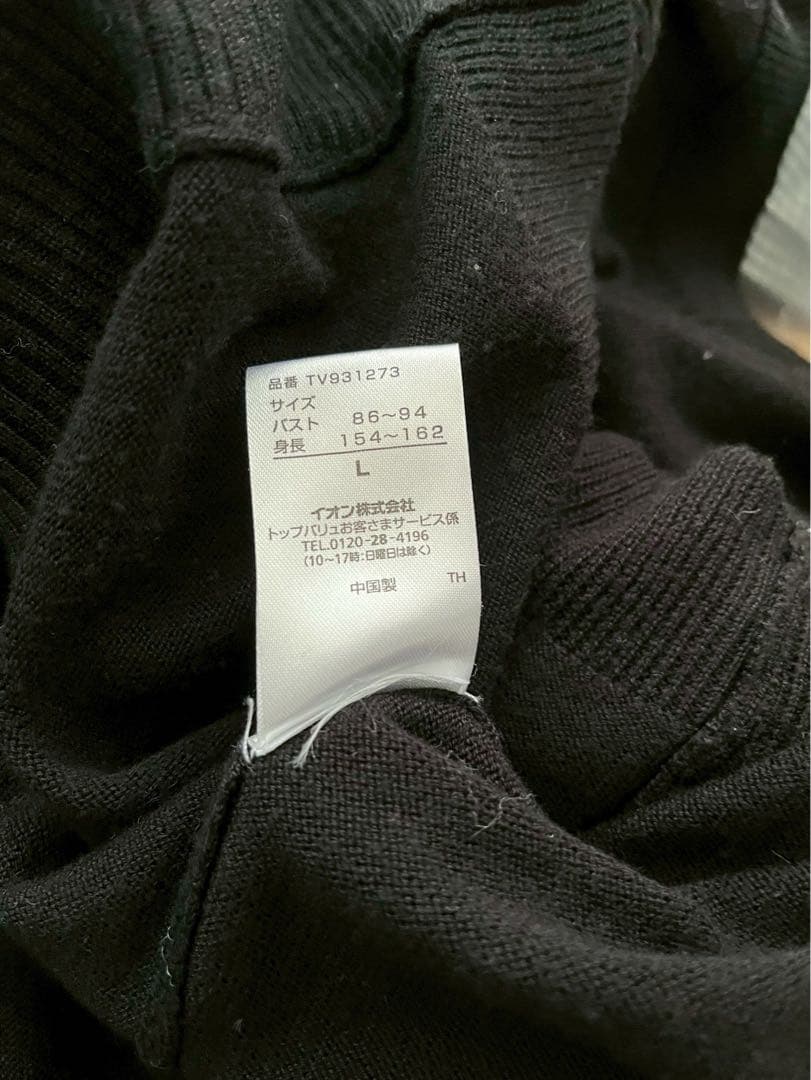 品番 TV931273
サイズ
バスト 86〜94
身長 154〜162
L
イオン株式会社
トップバリュお客さまサービス係
TEL.0120-28-4196
(10〜17時:日曜日は除く)
中国製 TH